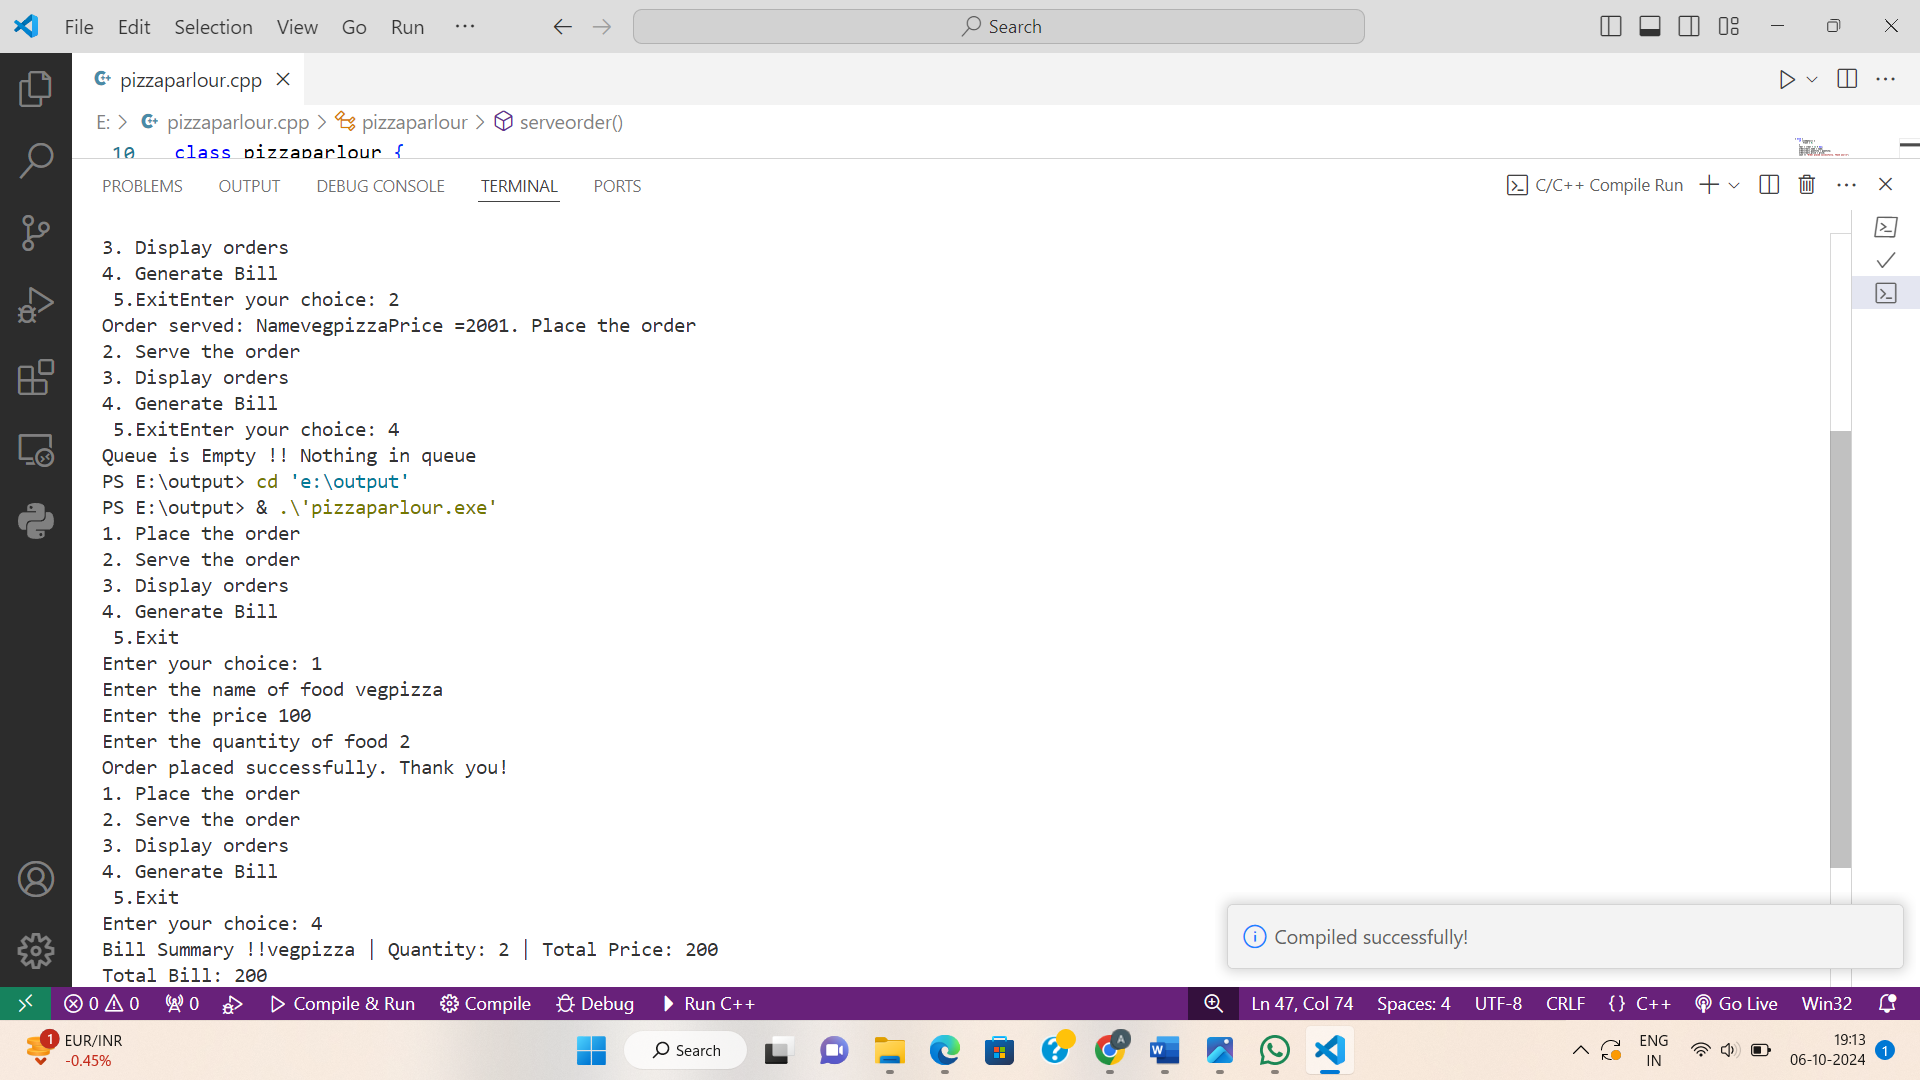 File Edit Selection View Go Run ··· Search
pizzaparlour.cpp
E: > pizzaparlour.cpp > pizzaparlour > serveorder()
10 class pizzaparlour {
PROBLEMS OUTPUT DEBUG CONSOLE TERMINAL PORTS C/C++ Compile Run
3. Display orders
4. Generate Bill
5.ExitEnter your choice: 2
Order served: NamevegpizzaPrice =2001. Place the order
2. Serve the order
3. Display orders
4. Generate Bill
5.ExitEnter your choice: 4
Queue is Empty !! Nothing in queue
PS E:\output> cd 'e:\output'
PS E:\output> & .\'pizzaparlour.exe'
1. Place the order
2. Serve the order
3. Display orders
4. Generate Bill
5.Exit
Enter your choice: 1
Enter the name of food vegpizza
Enter the price 100
Enter the quantity of food 2
Order placed successfully. Thank you!
1. Place the order
2. Serve the order
3. Display orders
4. Generate Bill
5.Exit
Enter your choice: 4
Bill Summary !!vegpizza | Quantity: 2 | Total Price: 200
Total Bill: 200
Compiled successfully!
0 0 0 Compile & Run Compile Debug Run C++ Ln 47, Col 74 Spaces: 4 UTF-8 CRLF {} C++ Go Live Win32
1 EUR/INR
-0.45%
Search
A
ENG
IN
19:13
06-10-2024
1